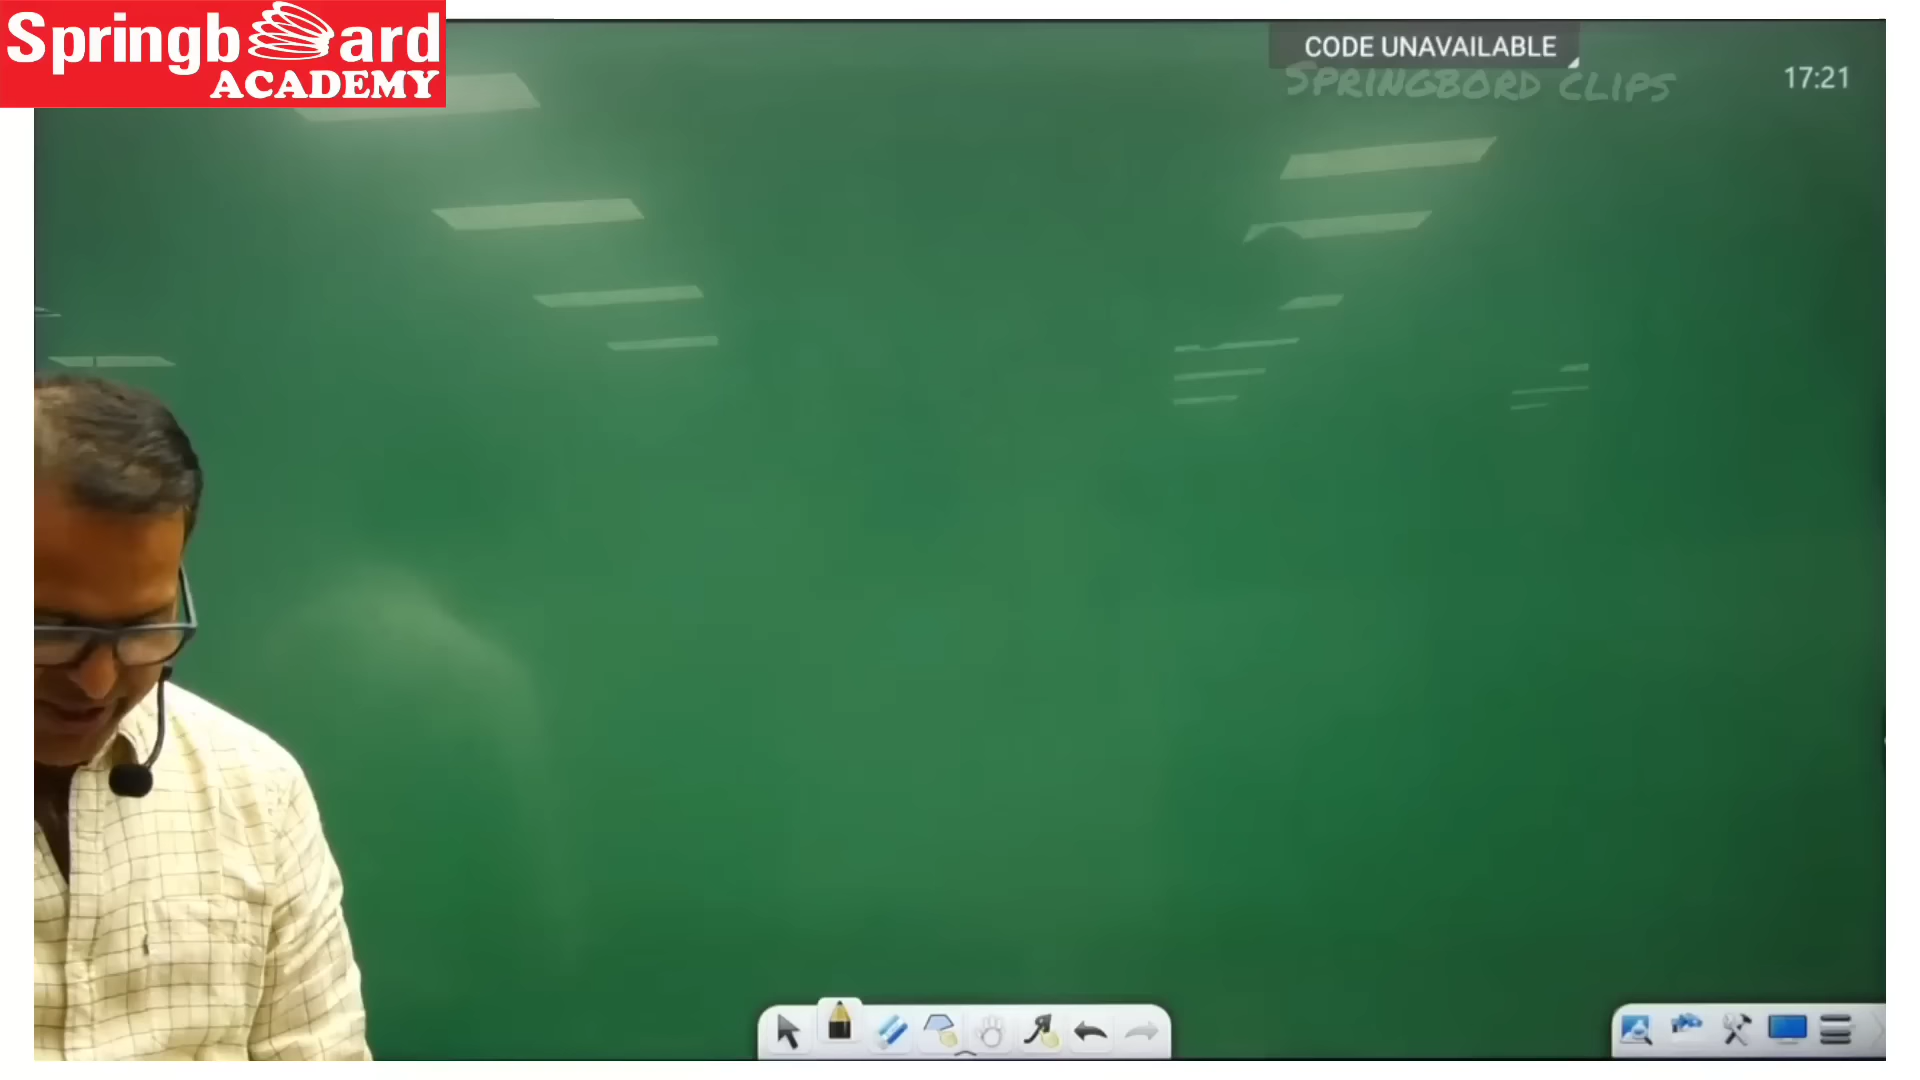 Springboard
ACADEMY
CODE UNAVAILABLE
SPRINGBORD CLIPS
17:21